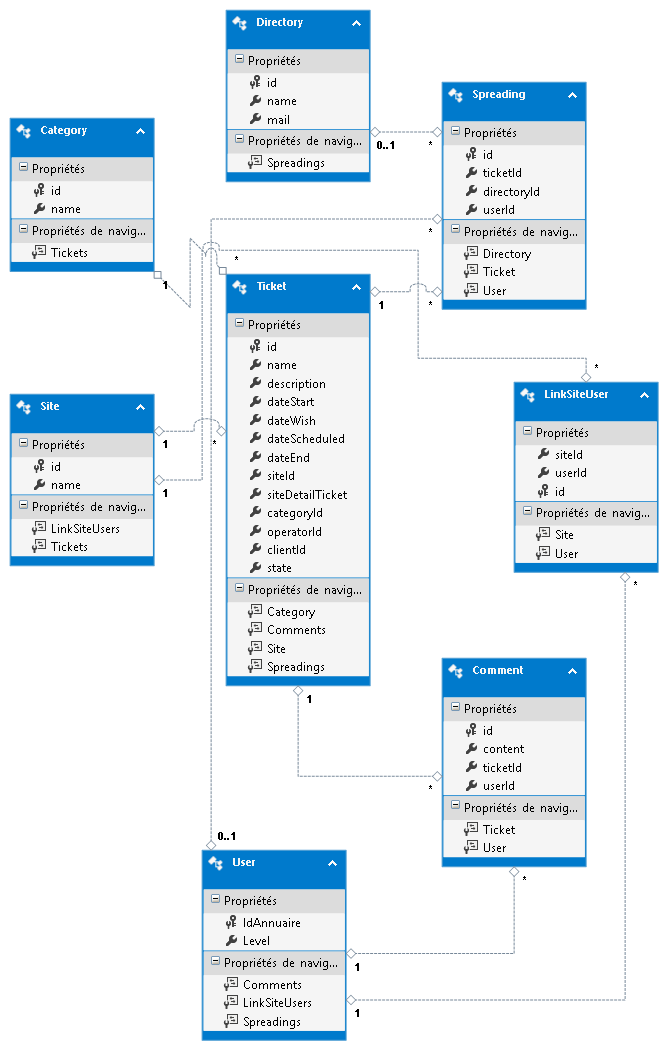 Directory
Propriétés
id
name
mail
Propriétés de navig...
Spreadings
Spreading
Propriétés
id
ticketId
directoryId
userId
Propriétés de navig...
Directory
Ticket
User
Category
Propriétés
id
name
Propriétés de navig...
Tickets
0..1
*
*
1
*
1
*
Ticket
Propriétés
id
name
description
dateStart
dateWish
dateScheduled
dateEnd
siteId
siteDetailTicket
categoryId
operatorId
clientId
state
Propriétés de navig...
Category
Comments
Site
Spreadings
Site
Propriétés
id
name
Propriétés de navig...
LinkSiteUsers
Tickets
1
*
1
*
LinkSiteUser
Propriétés
siteId
userId
id
Propriétés de navig...
Site
User
*
1
*
Comment
Propriétés
id
content
ticketId
userId
Propriétés de navig...
Ticket
User
*
0..1
User
Propriétés
IdAnnuaire
Level
Propriétés de navig...
Comments
LinkSiteUsers
Spreadings
1
1